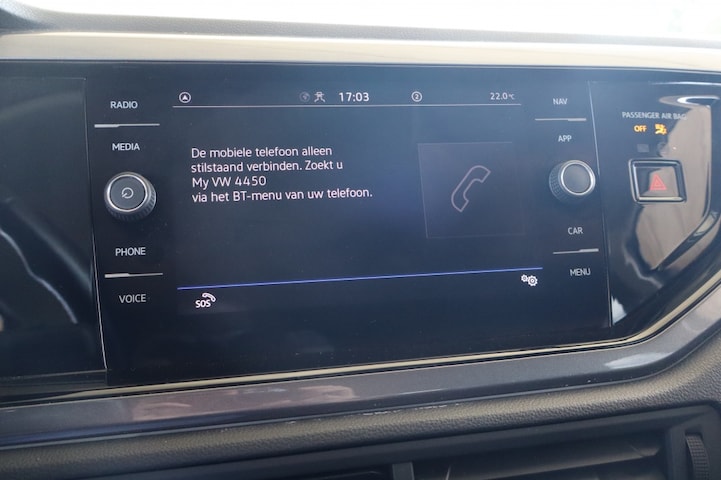 RADIO
MEDIA
PHONE
VOICE
17:03
2
22.0°C
De mobiele telefoon alleen
stilstaand verbinden. Zoekt u
My VW 4450
via het BT-menu van uw telefoon.
SOS
NAV
APP
CAR
MENU
PASSENGER AIR BAG
OFF